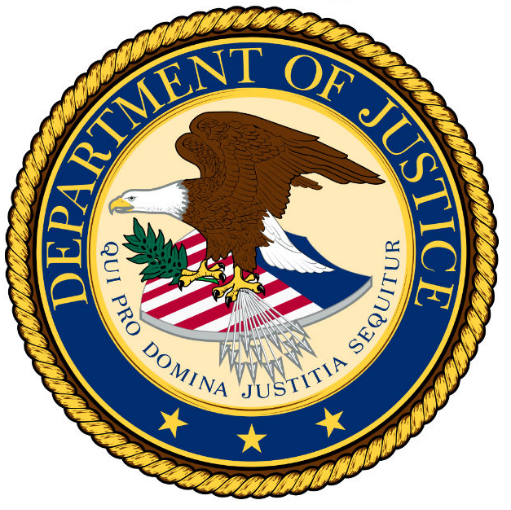 DEPARTMENT OF JUSTICE
QUI PRO DOMINA JUSTITIA SEQUITUR